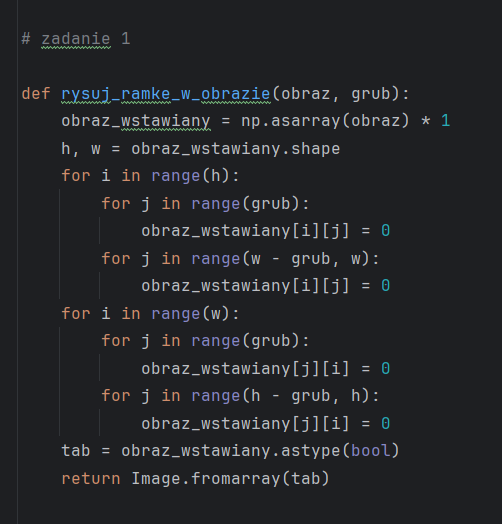 # zadanie 1
def rysuj_ramke_w_obrazie(obraz, grub):
    obraz_wstawiany = np.asarray(obraz) * 1
    h, w = obraz_wstawiany.shape
    for i in range(h):
        for j in range(grub):
            obraz_wstawiany[i][j] = 0
        for j in range(w - grub, w):
            obraz_wstawiany[i][j] = 0
    for i in range(w):
        for j in range(grub):
            obraz_wstawiany[j][i] = 0
        for j in range(h - grub, h):
            obraz_wstawiany[j][i] = 0
    tab = obraz_wstawiany.astype(bool)
    return Image.fromarray(tab)